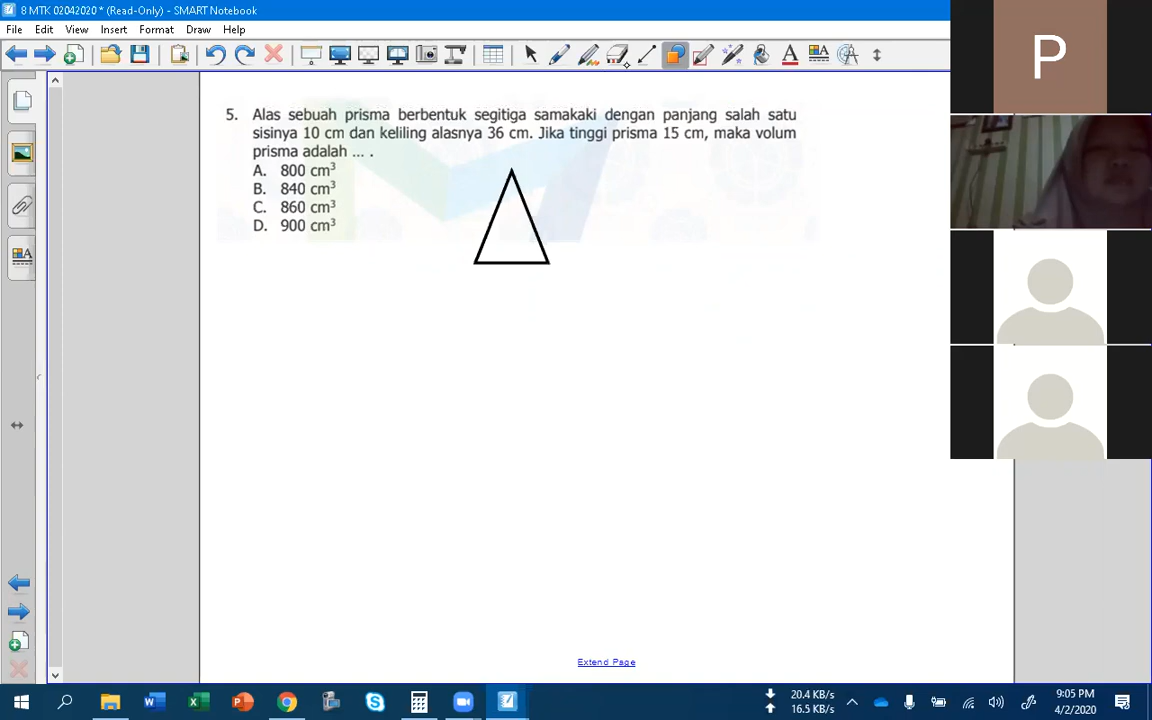 8 MTK 02042020 * (Read-Only) - SMART Notebook
File Edit View Insert Format Draw Help
P
5. Alas sebuah prisma berbentuk segitiga samakaki dengan panjang salah satu
sisinya 10 cm dan keliling alasnya 36 cm. Jika tinggi prisma 15 cm, maka volum
prisma adalah ... .
A. 800 cm³
B. 840 cm³
C. 860 cm³
D. 900 cm³
Extend Page
20.4 KB/s
16.5 KB/s
9:05 PM
4/2/2020